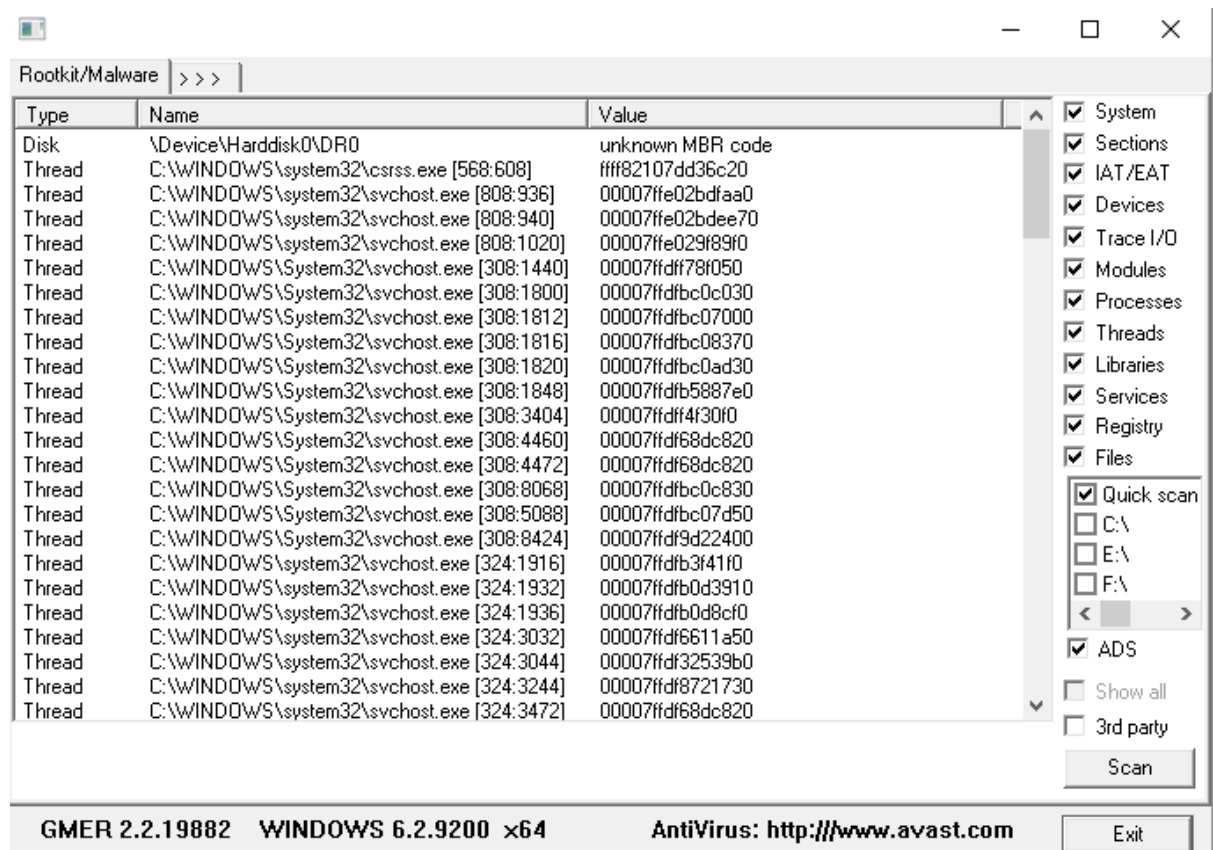 Rootkit/Malware > > >
Type Name Value
Disk \Device\Harddisk0\DR0 unknown MBR code
Thread C:\WINDOWS\system32\csrss.exe [568:608] ffff82107dd36c20
Thread C:\WINDOWS\system32\svchost.exe [808:936] 00007ffe02bdfaa0
Thread C:\WINDOWS\system32\svchost.exe [808:940] 00007ffe02bdee70
Thread C:\WINDOWS\system32\svchost.exe [808:1020] 00007ffe029f89f0
Thread C:\WINDOWS\System32\svchost.exe [308:1440] 00007ffdff78f050
Thread C:\WINDOWS\System32\svchost.exe [308:1800] 00007ffdfbc0c030
Thread C:\WINDOWS\System32\svchost.exe [308:1812] 00007ffdfbc07000
Thread C:\WINDOWS\System32\svchost.exe [308:1816] 00007ffdfbc08370
Thread C:\WINDOWS\System32\svchost.exe [308:1820] 00007ffdfbc0ad30
Thread C:\WINDOWS\System32\svchost.exe [308:1848] 00007ffdfb5887e0
Thread C:\WINDOWS\System32\svchost.exe [308:3404] 00007ffdff4f30f0
Thread C:\WINDOWS\System32\svchost.exe [308:4460] 00007ffdf68dc820
Thread C:\WINDOWS\System32\svchost.exe [308:4472] 00007ffdf68dc820
Thread C:\WINDOWS\System32\svchost.exe [308:8068] 00007ffdfbc0c830
Thread C:\WINDOWS\System32\svchost.exe [308:5088] 00007ffdfbc07d50
Thread C:\WINDOWS\System32\svchost.exe [308:8424] 00007ffdf9d22400
Thread C:\WINDOWS\system32\svchost.exe [324:1916] 00007ffdfb3f41f0
Thread C:\WINDOWS\system32\svchost.exe [324:1932] 00007ffdfb0d3910
Thread C:\WINDOWS\system32\svchost.exe [324:1936] 00007ffdfb0d8cf0
Thread C:\WINDOWS\system32\svchost.exe [324:3032] 00007ffdf6611a50
Thread C:\WINDOWS\system32\svchost.exe [324:3044] 00007ffdf32539b0
Thread C:\WINDOWS\system32\svchost.exe [324:3244] 00007ffdf8721730
Thread C:\WINDOWS\system32\svchost.exe [324:3472] 00007ffdf68dc820
System
Sections
IAT/EAT
Devices
Trace I/O
Modules
Processes
Threads
Libraries
Services
Registry
Files
Quick scan
C:\
E:\
F:\
ADS
Show all
3rd party
Scan
GMER 2.2.19882 WINDOWS 6.2.9200 x64 AntiVirus: http:///www.avast.com
Exit